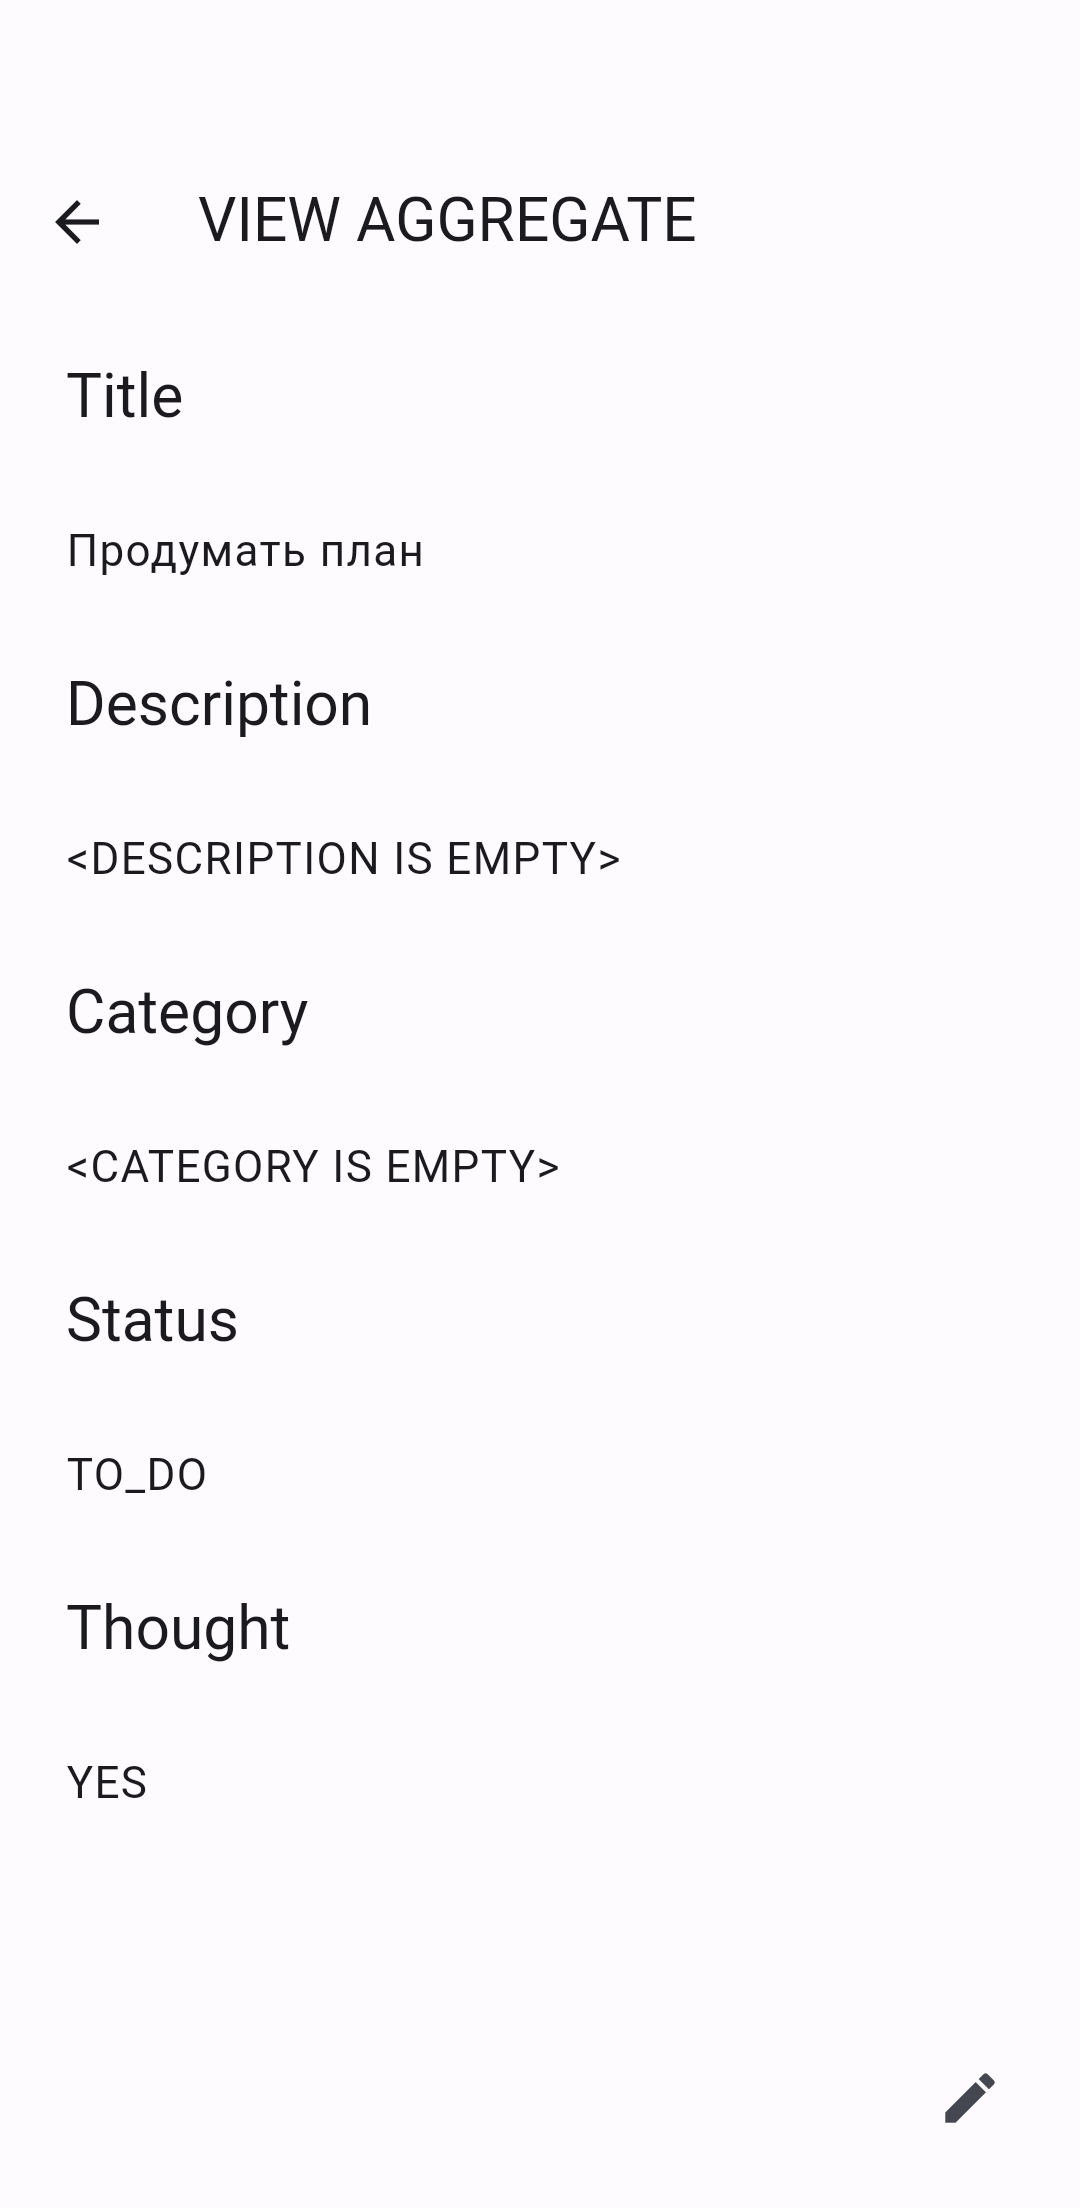 VIEW AGGREGATE
Title
Продумать план
Description
<DESCRIPTION IS EMPTY>
Category
<CATEGORY IS EMPTY>
Status
TO_DO
Thought
YES